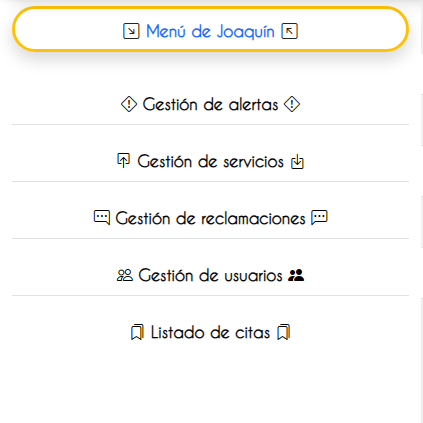 Menú de Joaquín
Gestión de alertas
Gestión de servicios
Gestión de reclamaciones
Gestión de usuarios
Listado de citas